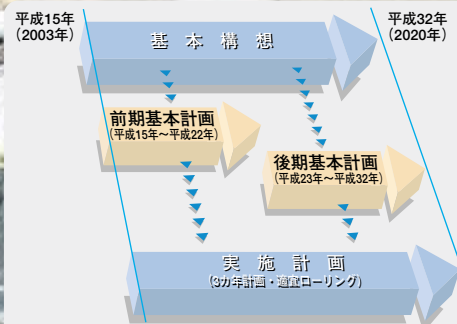 平成15年
（2003年）
平成32年
（2020年）
基本構想
前期基本計画
（平成15年～平成22年）
後期基本計画
（平成23年～平成32年）
実施計画
（3カ年計画・適宜ローリング）